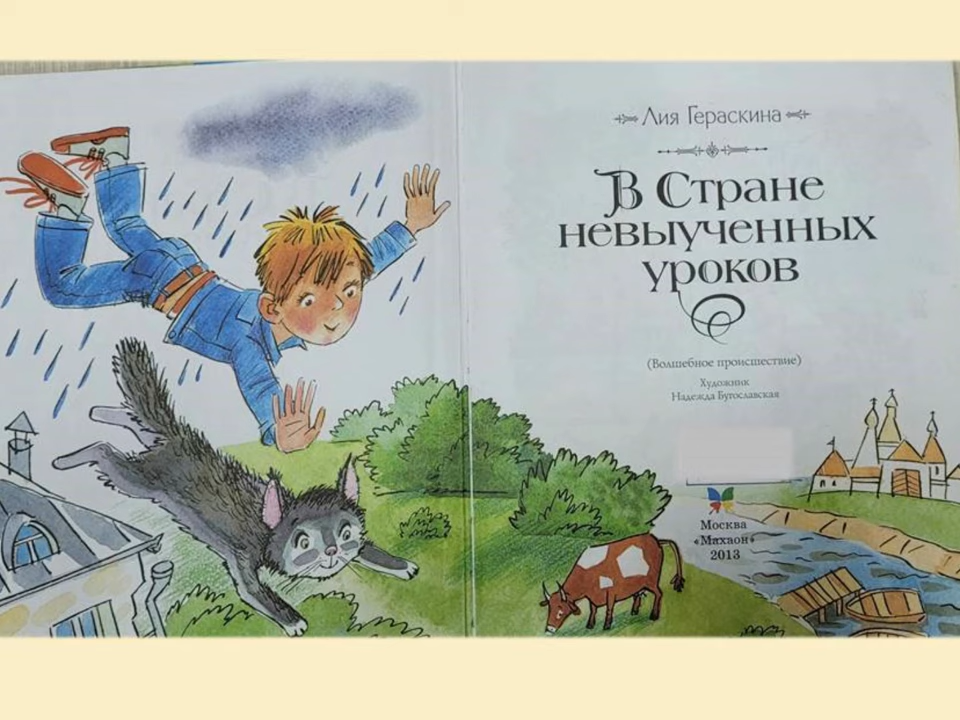 Лия Гераскина
В Стране
невыученных
уроков
(Волшебное происшествие)
Художник
Надежда Бугославская
Москва
«Махаон»
2013